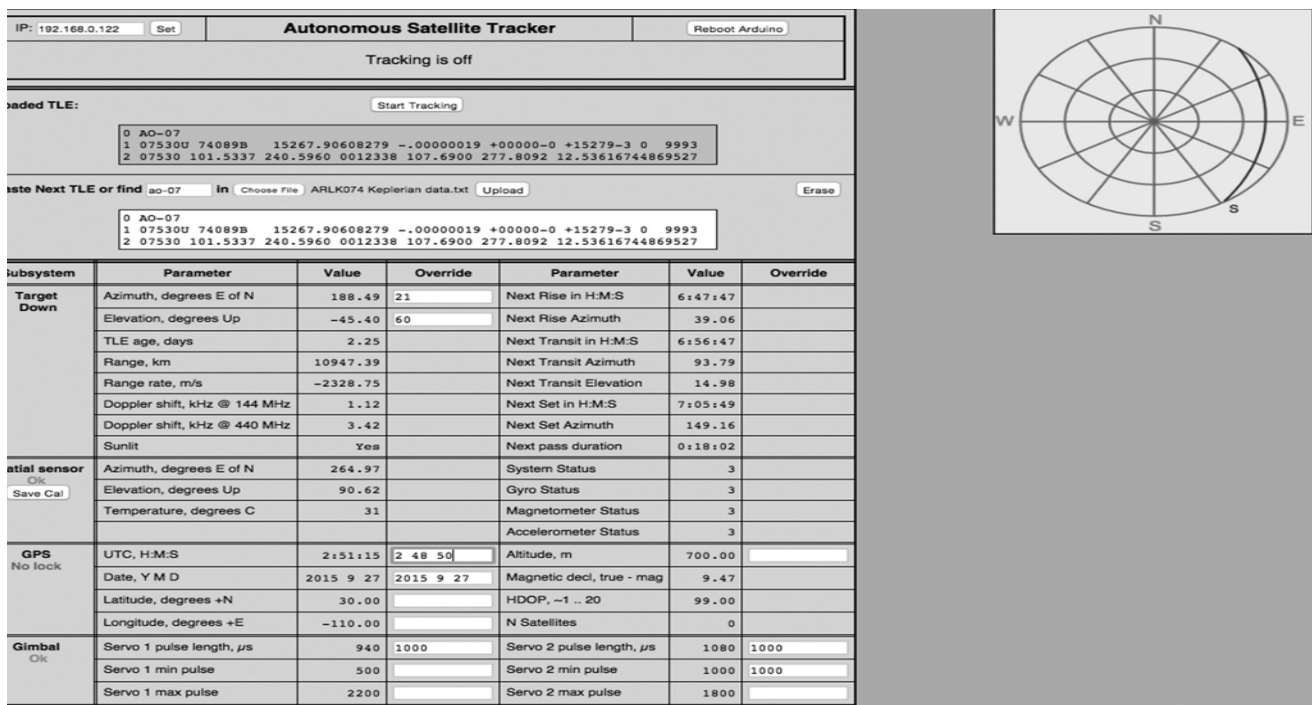 IP: 192.168.0.122 Set Autonomous Satellite Tracker Reboot Arduino
Tracking is off
oaded TLE: Start Tracking
0 AO-07
1 07530U 74089B 15267.90608279 -.00000019 +00000-0 +15279-3 0 9993
2 07530 101.5337 240.5960 0012338 107.6900 277.8092 12.53616744869527
aste Next TLE or find ao-07 in Choose File ARLK074 Keplerian data.txt Upload Erase
0 AO-07
1 07530U 74089B 15267.90608279 -.00000019 +00000-0 +15279-3 0 9993
2 07530 101.5337 240.5960 0012338 107.6900 277.8092 12.53616744869527
Subsystem Parameter Value Override Parameter Value Override
Target Down Azimuth, degrees E of N 188.49 21 Next Rise in H:M:S 6:47:47
Elevation, degrees Up -45.40 60 Next Rise Azimuth 39.06
TLE age, days 2.25 Next Transit in H:M:S 6:56:47
Range, km 10947.39 Next Transit Azimuth 93.79
Range rate, m/s -2328.75 Next Transit Elevation 14.98
Doppler shift, kHz @ 144 MHz 1.12 Next Set in H:M:S 7:05:49
Doppler shift, kHz @ 440 MHz 3.42 Next Set Azimuth 149.16
Sunlit Yes Next pass duration 0:18:02
atial sensor Ok Save Cal Azimuth, degrees E of N 264.97 System Status 3
Elevation, degrees Up 90.62 Gyro Status 3
Temperature, degrees C 31 Magnetometer Status 3
Accelerometer Status 3
GPS No lock UTC, H:M:S 2:51:15 2 48 50 Altitude, m 700.00
Date, Y M D 2015 9 27 2015 9 27 Magnetic decl, true - mag 9.47
Latitude, degrees +N 30.00 HDOP, ~1 .. 20 99.00
Longitude, degrees +E -110.00 N Satellites 0
Gimbal Ok Servo 1 pulse length, µs 940 1000 Servo 2 pulse length, µs 1080 1000
Servo 1 min pulse 500 Servo 2 min pulse 1000 1000
Servo 1 max pulse 2200 Servo 2 max pulse 1800
N
W E
S
S